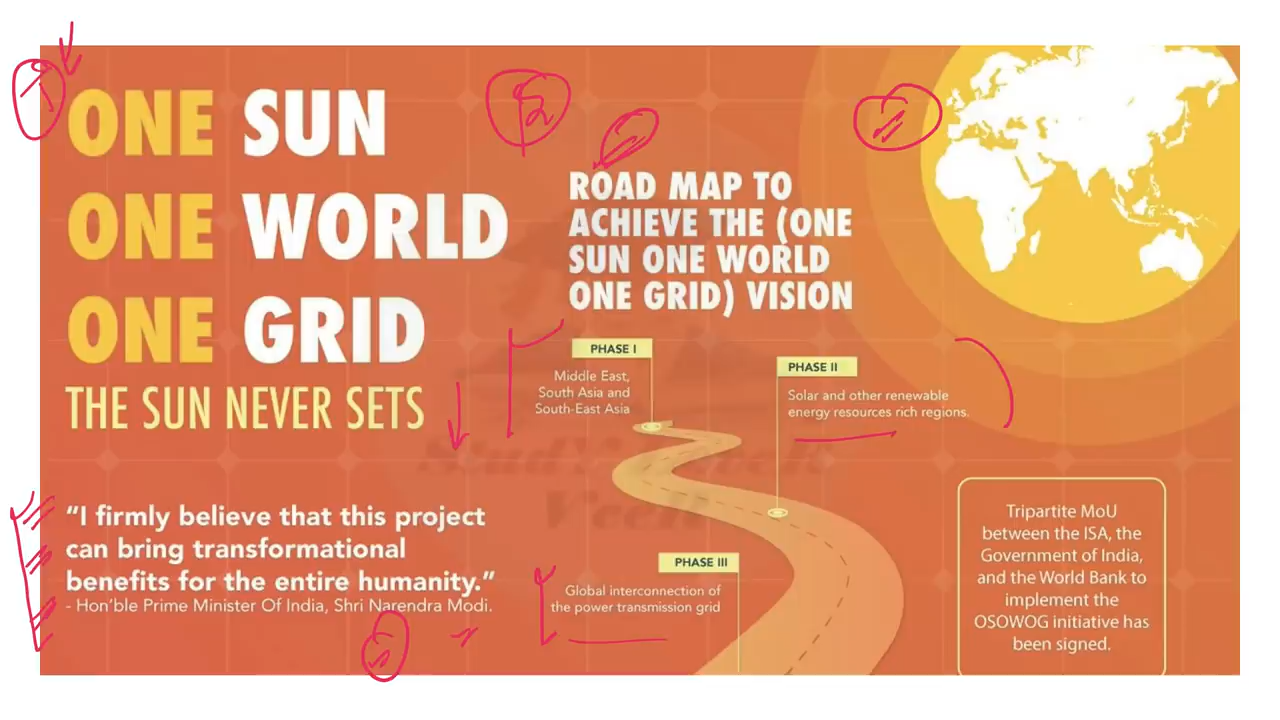 ONE SUN
ONE WORLD
ONE GRID
THE SUN NEVER SETS
"I firmly believe that this project
can bring transformational
benefits for the entire humanity."
- Hon'ble Prime Minister Of India, Shri Narendra Modi.
ROAD MAP TO
ACHIEVE THE (ONE
SUN ONE WORLD
ONE GRID) VISION
PHASE I
Middle East,
South Asia and
South-East Asia
PHASE II
Solar and other renewable
energy resources rich regions.
PHASE III
Global interconnection of
the power transmission grid
Tripartite MoU
between the ISA, the
Government of India,
and the World Bank to
implement the
OSOWOG initiative has
been signed.